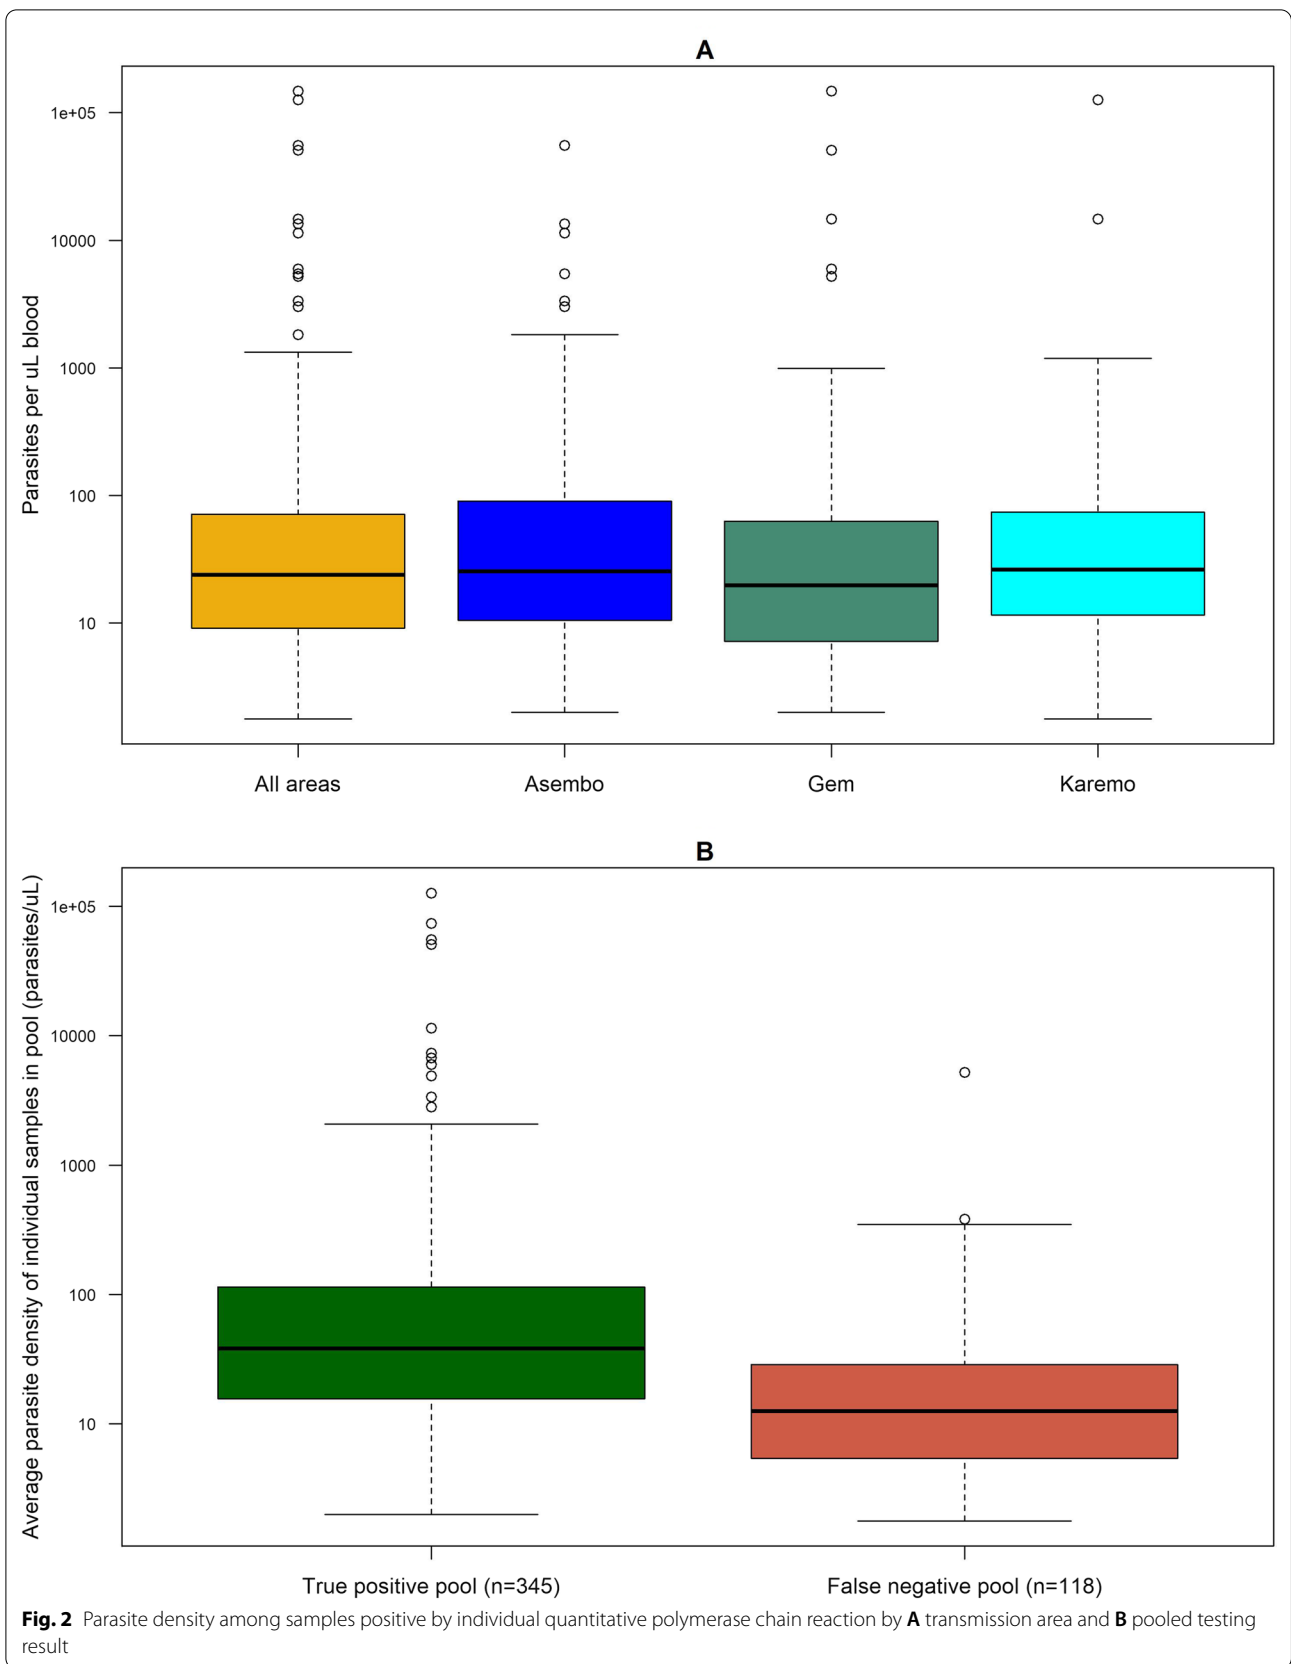 A
Parasites per uL blood
1e+05
10000
1000
100
10
All areas
Asembo
Gem
Karemo
B
Average parasite density of individual samples in pool (parasites/uL)
1e+05
10000
1000
100
10
True positive pool (n=345)
False negative pool (n=118)
Fig. 2 Parasite density among samples positive by individual quantitative polymerase chain reaction by A transmission area and B pooled testing
result